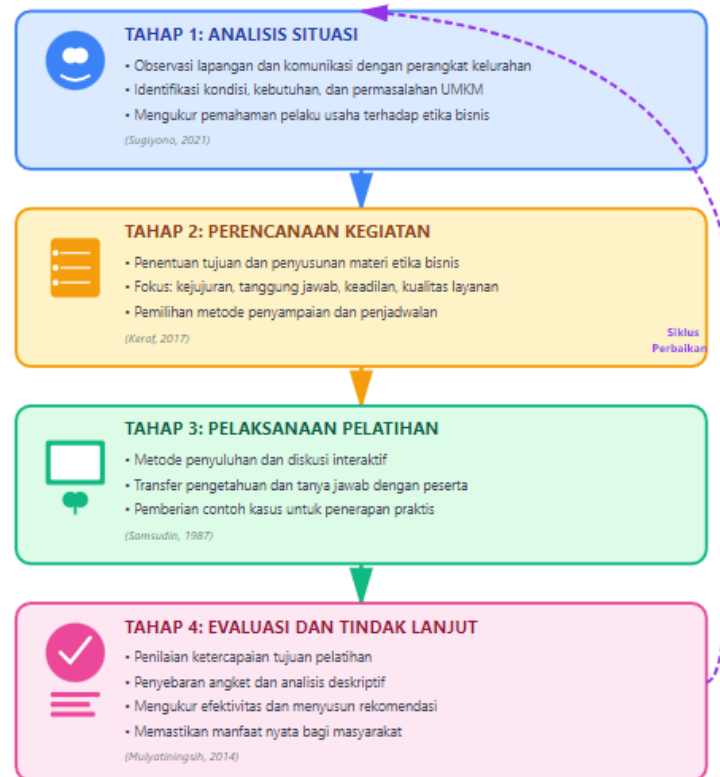 TAHAP 1: ANALISIS SITUASI
• Observasi lapangan dan komunikasi dengan perangkat kelurahan
• Identifikasi kondisi, kebutuhan, dan permasalahan UMKM
• Mengukur pemahaman pelaku usaha terhadap etika bisnis
(Sugiyono, 2021)
TAHAP 2: PERENCANAAN KEGIATAN
• Penentuan tujuan dan penyusunan materi etika bisnis
• Fokus: kejujuran, tanggung jawab, keadilan, kualitas layanan
• Pemilihan metode penyampaian dan penjadwalan
(Keraf, 2017)
Siklus
Perbaikan
TAHAP 3: PELAKSANAAN PELATIHAN
• Metode penyuluhan dan diskusi interaktif
• Transfer pengetahuan dan tanya jawab dengan peserta
• Pemberian contoh kasus untuk penerapan praktis
(Samsudin, 1987)
TAHAP 4: EVALUASI DAN TINDAK LANJUT
• Penilaian ketercapaian tujuan pelatihan
• Penyebaran angket dan analisis deskriptif
• Mengukur efektivitas dan menyusun rekomendasi
• Memastikan manfaat nyata bagi masyarakat
(Mulyatiningsih, 2014)